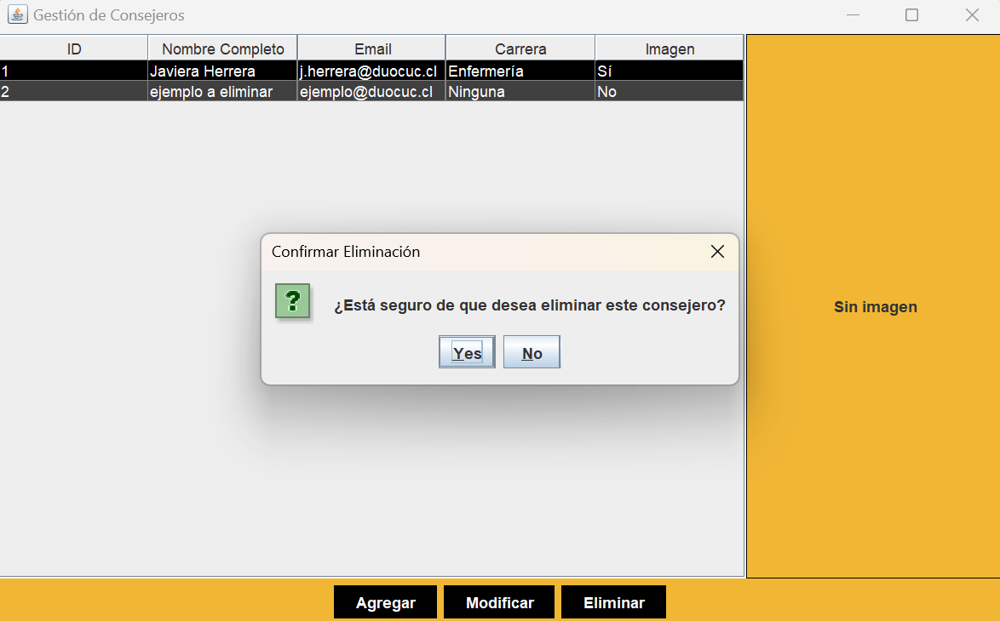 Gestión de Consejeros
ID Nombre Completo Email Carrera Imagen
1 Javiera Herrera j.herrera@duocuc.cl Enfermería Sí
2 ejemplo a eliminar ejemplo@duocuc.cl Ninguna No
Confirmar Eliminación
?
¿Está seguro de que desea eliminar este consejero?
Yes No
Sin imagen
Agregar Modificar Eliminar